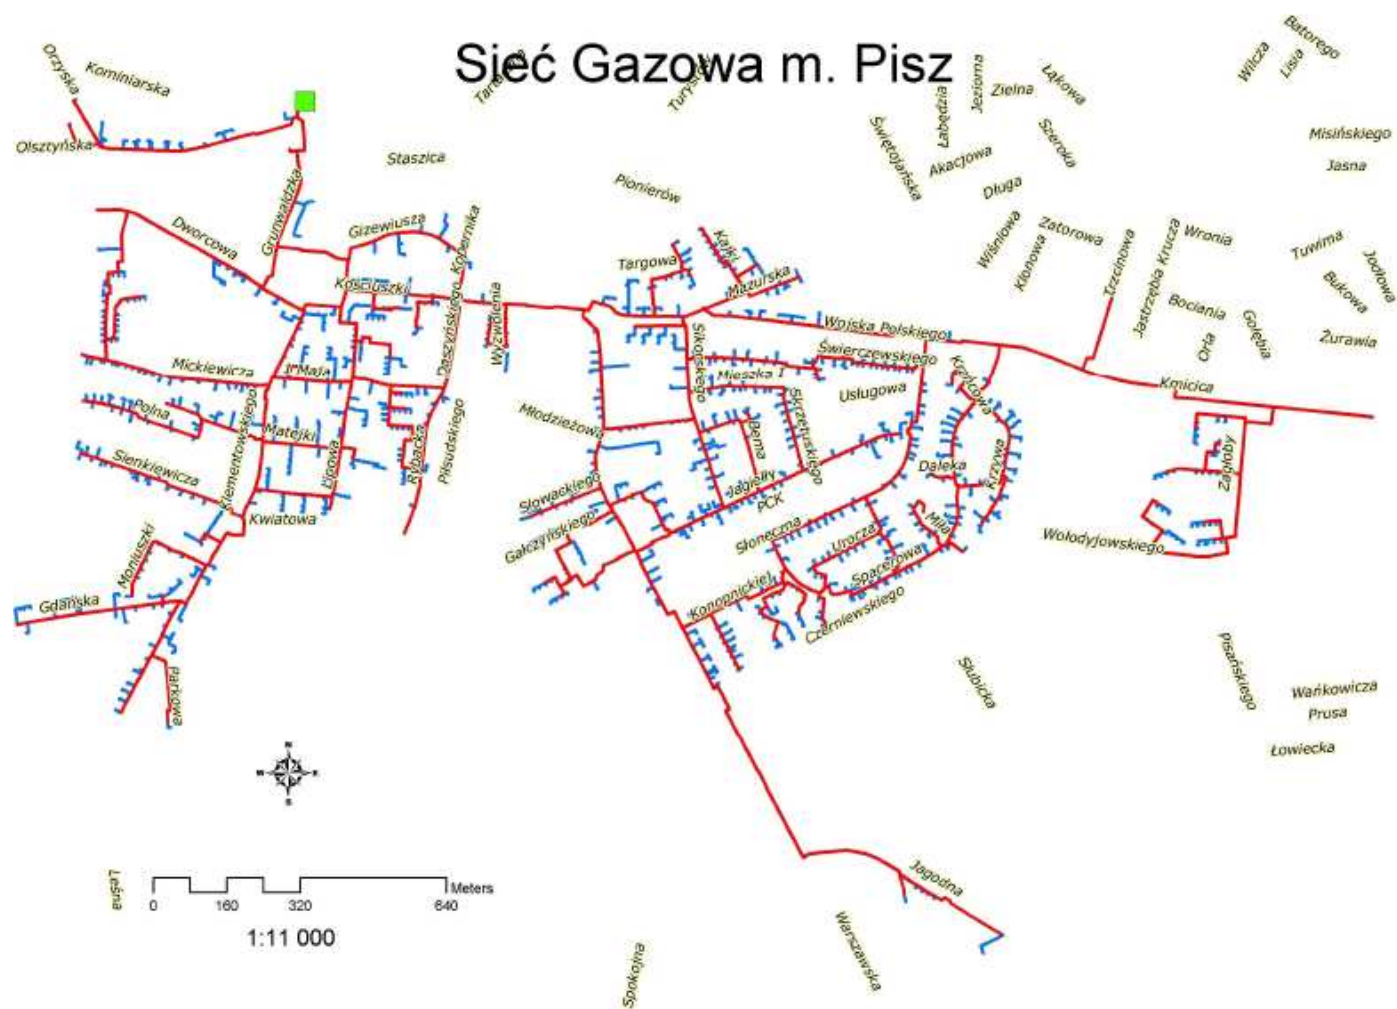 Sieć Gazowa m. Pisz
Batorego
Wilcza
Lisia
Orzyska
Kominiarska
Jeziorna
Zielna
Łąkowa
Łabędzia
Świętojańska
Szeroka
Misińskiego
Olsztyńska
Staszica
Akacjowa
Jasna
Pionierów
Długa
Grunwaldzka
Dworcowa
Gizewiusza
Kopernika
Kajki
Wiśniowa
Klonowa
Zatorowa
Trzcinowa
Krucza
Wronia
Tuwima
Jodłowa
Targowa
Mazurska
Kościuszki
Daszyńskiego
Wyzwolenia
Jastrzębia
Bociania
Bukowa
Gołębia
Orla
Żurawia
Sikorskiego
Wojska Polskiego
Świerczewskiego
Mickiewicza
1 Maja
Mieszka I
Usługowa
Kmicica
Polna
Klementowskiego
Matejki
Lipowa
Rybacka
Piłsudskiego
Młodzieżowa
Bema
Skrzetuskiego
Krzywa
Daleka
Zagłoby
Sienkiewicza
Kwiatowa
Słowackiego
Jagiełły
PCK
Gałczyńskiego
Słoneczna
Urocza
Miła
Spacerowa
Wołodyjowskiego
Moniuszki
Gdańska
Konopnickiej
Czerniewskiego
Parkowa
Słubicka
Pisańskiego
Wańkowicza
Prusa
Łowiecka
N
W E
S
Leśna
Meters
0 160 320 640
1:11 000
Jagodna
Warszawska
Spokojna